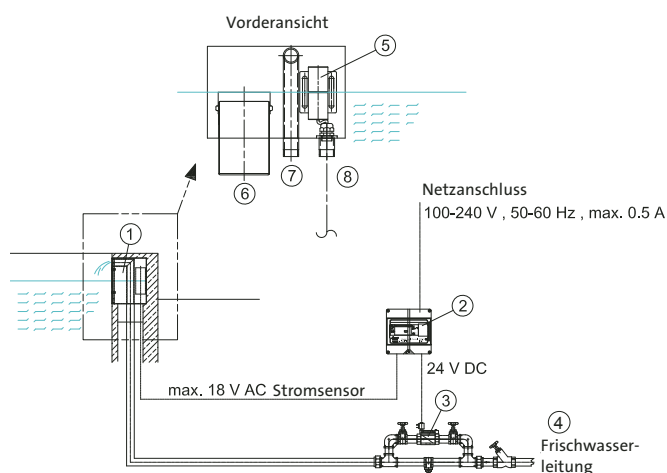 Vorderansicht
5
6
7
8
Netzanschluss
100-240 V , 50-60 Hz , max. 0.5 A
1
2
24 V DC
max. 18 V AC Stromsensor
3
4
Frischwasser-
leitung